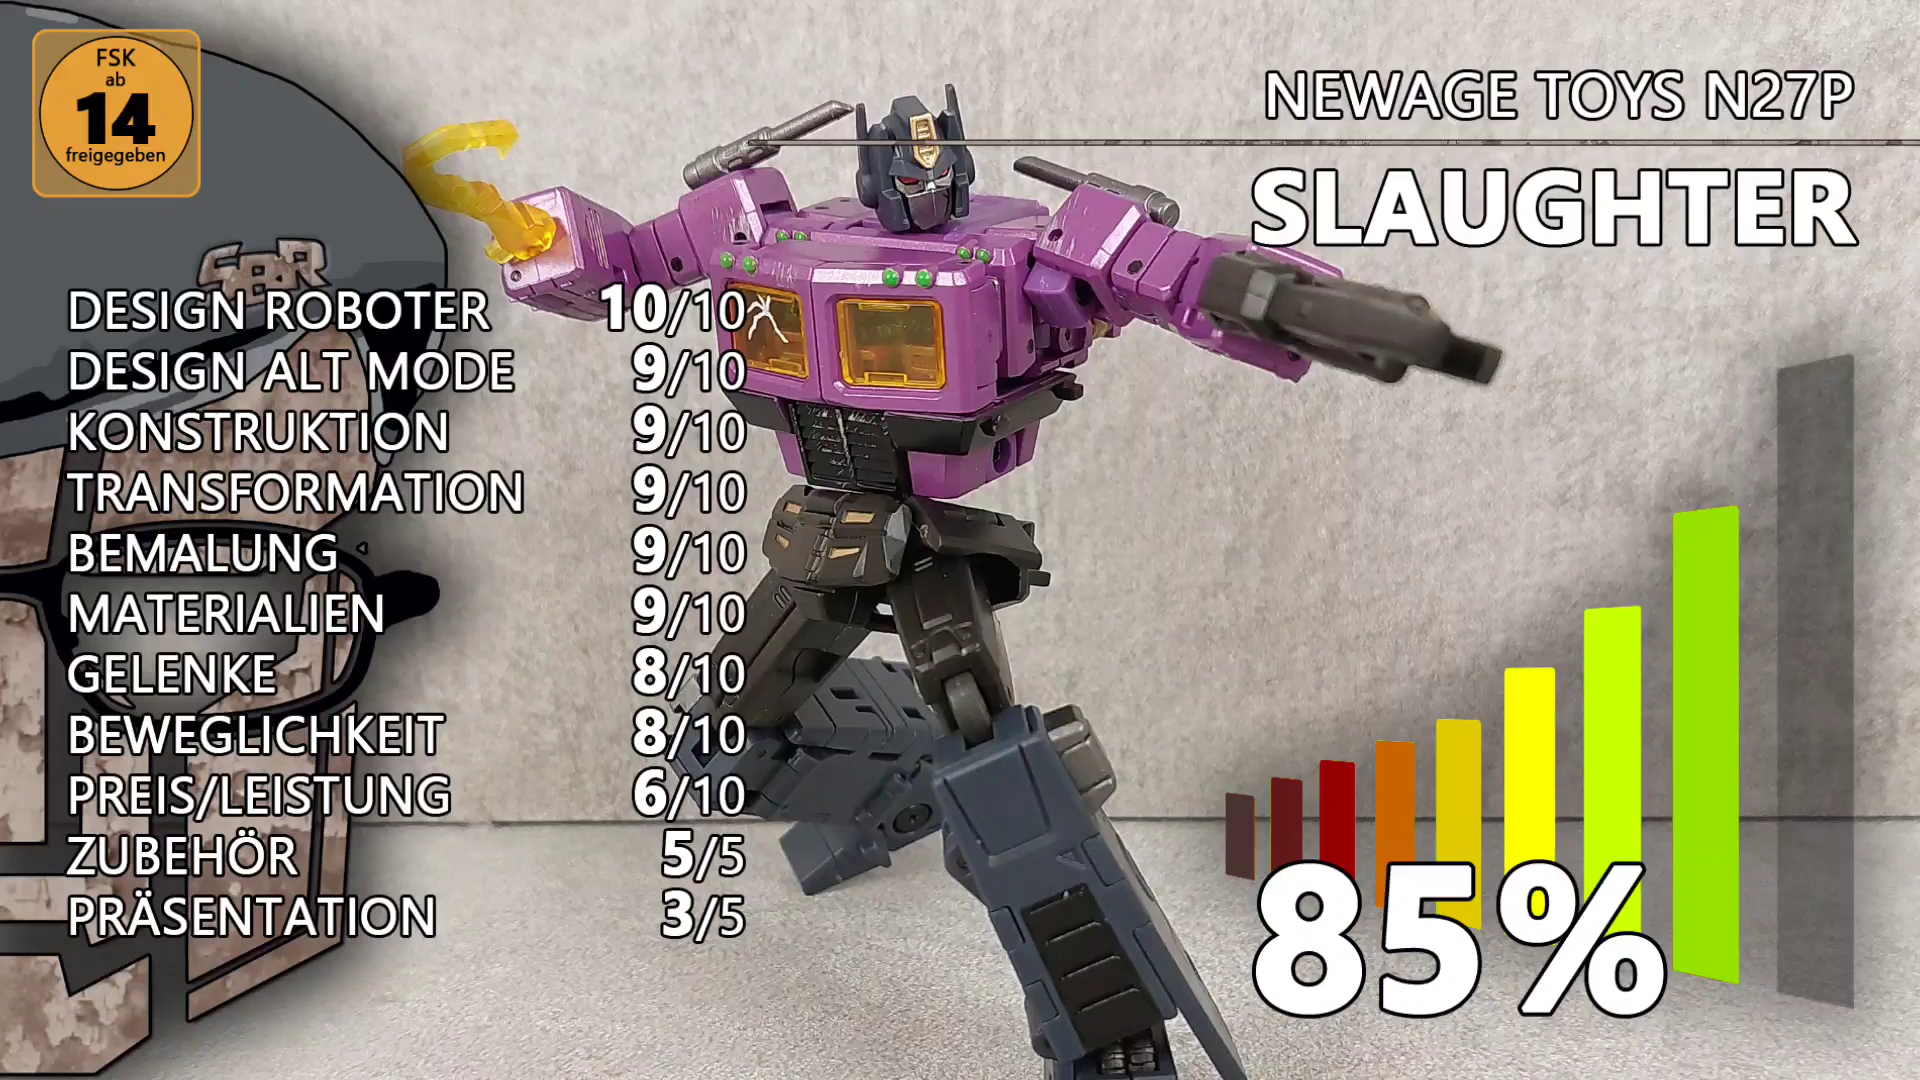 FSK
ab
14
freigegeben
NEWAGE TOYS N27P
SLAUGHTER
SBR
DESIGN ROBOTER 10/10
DESIGN ALT MODE 9/10
KONSTRUKTION 9/10
TRANSFORMATION 9/10
BEMALUNG 9/10
MATERIALIEN 9/10
GELENKE 8/10
BEWEGLICHKEIT 8/10
PREIS/LEISTUNG 6/10
ZUBEHÖR 5/5
PRÄSENTATION 3/5
85%